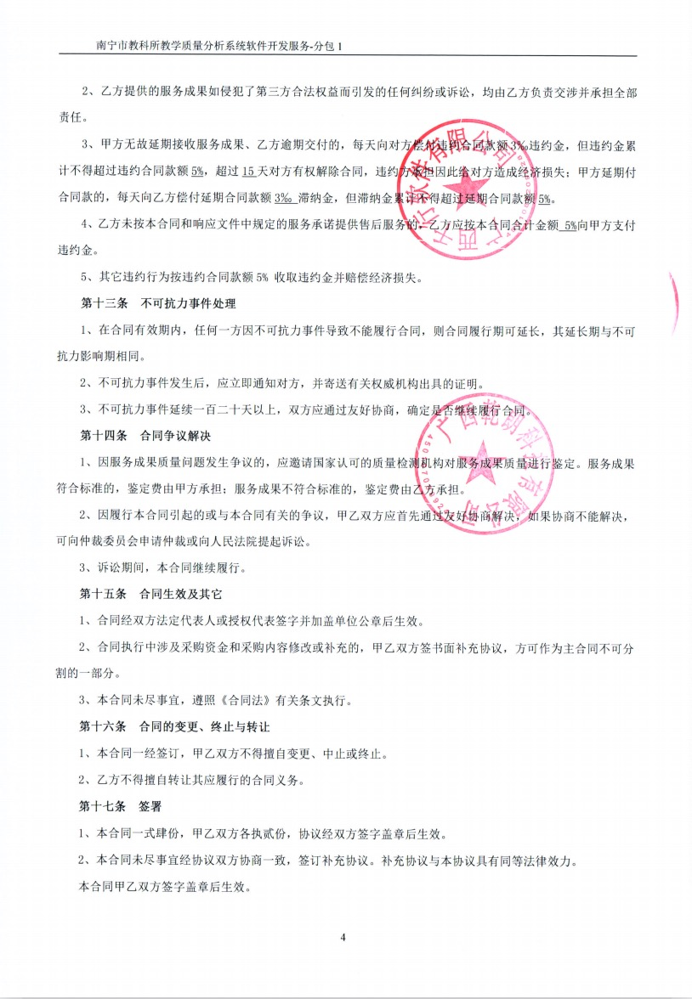 南宁市教科所教学质量分析系统软件开发服务-分包 1
2、乙方提供的服务成果如侵犯了第三方合法权益而引发的任何纠纷或诉讼，均由乙方负责交涉并承担全部
责任。
3、甲方无故延期接收服务成果、乙方逾期交付的，每天向对方偿付违约合同款额 3‰违约金，但违约金累
计不得超过违约合同款额 5%，超过 15 天对方有权解除合同，违约方承担因此给对方造成经济损失；甲方延期付
合同款的，每天向乙方偿付延期合同款额 3‰ 滞纳金，但滞纳金累计不得超过延期合同款额 5%。
4、乙方未按本合同和响应文件中规定的服务承诺提供售后服务的，乙方应按本合同合计金额 5%向甲方支付
违约金。
5、其它违约行为按违约合同款额 5% 收取违约金并赔偿经济损失。
第十三条 不可抗力事件处理
1、在合同有效期内，任何一方因不可抗力事件导致不能履行合同，则合同履行期可延长，其延长期与不可
抗力影响期相同。
2、不可抗力事件发生后，应立即通知对方，并寄送有关权威机构出具的证明。
3、不可抗力事件延续一百二十天以上，双方应通过友好协商，确定是否继续履行合同。
第十四条 合同争议解决
1、因服务成果质量问题发生争议的，应邀请国家认可的质量检测机构对服务成果质量进行鉴定。服务成果
符合标准的，鉴定费由甲方承担；服务成果不符合标准的，鉴定费由乙方承担。
2、因履行本合同引起的或与本合同有关的争议，甲乙双方应首先通过友好协商解决，如果协商不能解决，
可向仲裁委员会申请仲裁或向人民法院提起诉讼。
3、诉讼期间，本合同继续履行。
第十五条 合同生效及其它
1、合同经双方法定代表人或授权代表签字并加盖单位公章后生效。
2、合同执行中涉及采购资金和采购内容修改或补充的，甲乙双方签书面补充协议，方可作为主合同不可分
割的一部分。
3、本合同未尽事宜，遵照《合同法》有关条文执行。
第十六条 合同的变更、终止与转让
1、本合同一经签订，甲乙双方不得擅自变更、中止或终止。
2、乙方不得擅自转让其应履行的合同义务。
第十七条 签署
1、本合同一式肆份，甲乙双方各执贰份，协议经双方签字盖章后生效。
2、本合同未尽事宜经协议双方协商一致，签订补充协议。补充协议与本协议具有同等法律效力。
本合同甲乙双方签字盖章后生效。
4
广西千行软件有限公司
广西乾朗科技有限公司